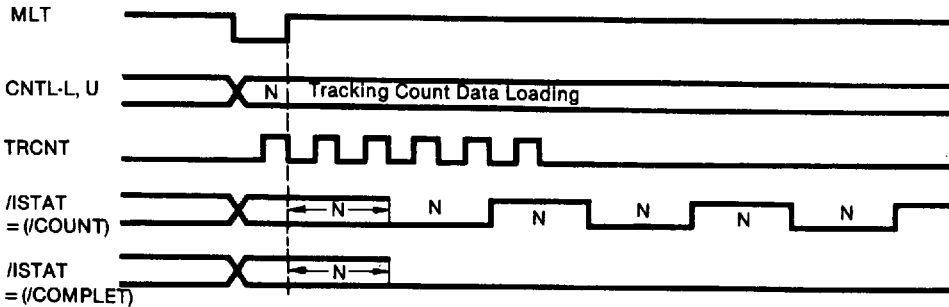 MLT
CNTL-L, U
N Tracking Count Data Loading
TRCNT
/ISTAT
=(/COUNT)
N N N N N N
/ISTAT
=(/COMPLET)
N